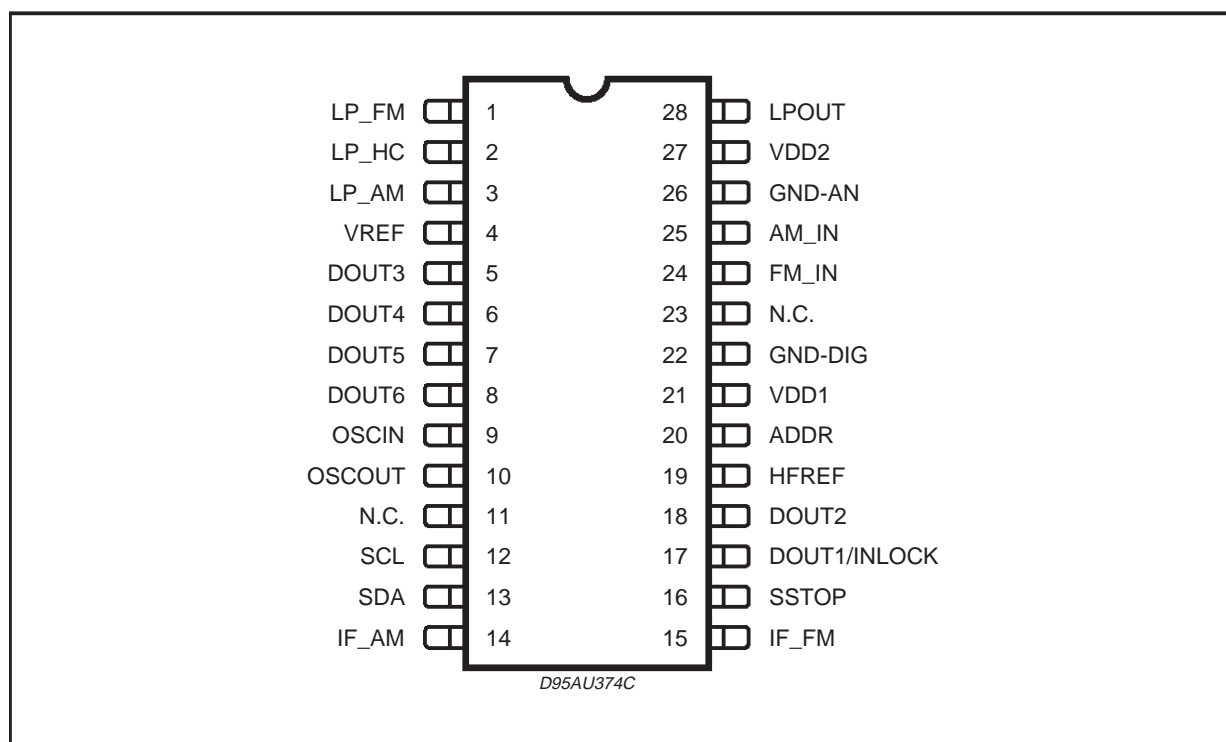 LP_FM 1 28 LPOUT
LP_HC 2 27 VDD2
LP_AM 3 26 GND-AN
VREF 4 25 AM_IN
DOUT3 5 24 FM_IN
DOUT4 6 23 N.C.
DOUT5 7 22 GND-DIG
DOUT6 8 21 VDD1
OSCIN 9 20 ADDR
OSCOUT 10 19 HFREF
N.C. 11 18 DOUT2
SCL 12 17 DOUT1/INLOCK
SDA 13 16 SSTOP
IF_AM 14 15 IF_FM
D95AU374C